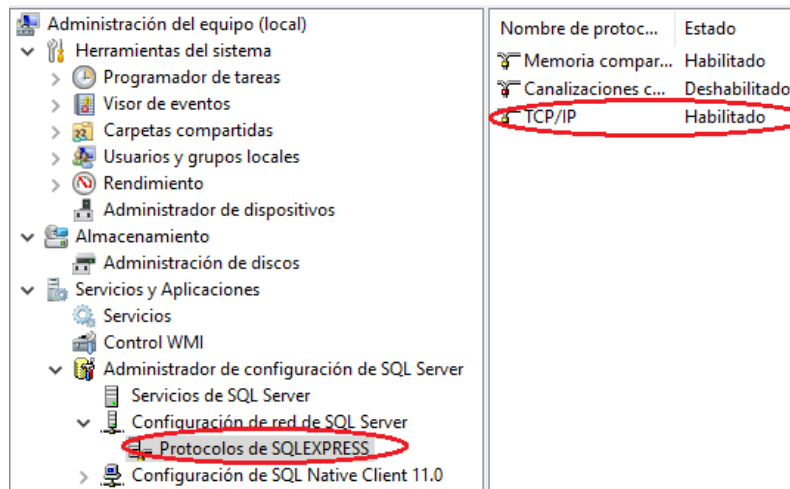 Administración del equipo (local)
Herramientas del sistema
Programador de tareas
Visor de eventos
Carpetas compartidas
Usuarios y grupos locales
Rendimiento
Administrador de dispositivos
Almacenamiento
Administración de discos
Servicios y Aplicaciones
Servicios
Control WMI
Administrador de configuración de SQL Server
Servicios de SQL Server
Configuración de red de SQL Server
Protocolos de SQLEXPRESS
Configuración de SQL Native Client 11.0
Nombre de protoc... Estado
Memoria compar... Habilitado
Canalizaciones c... Deshabilitado
TCP/IP Habilitado